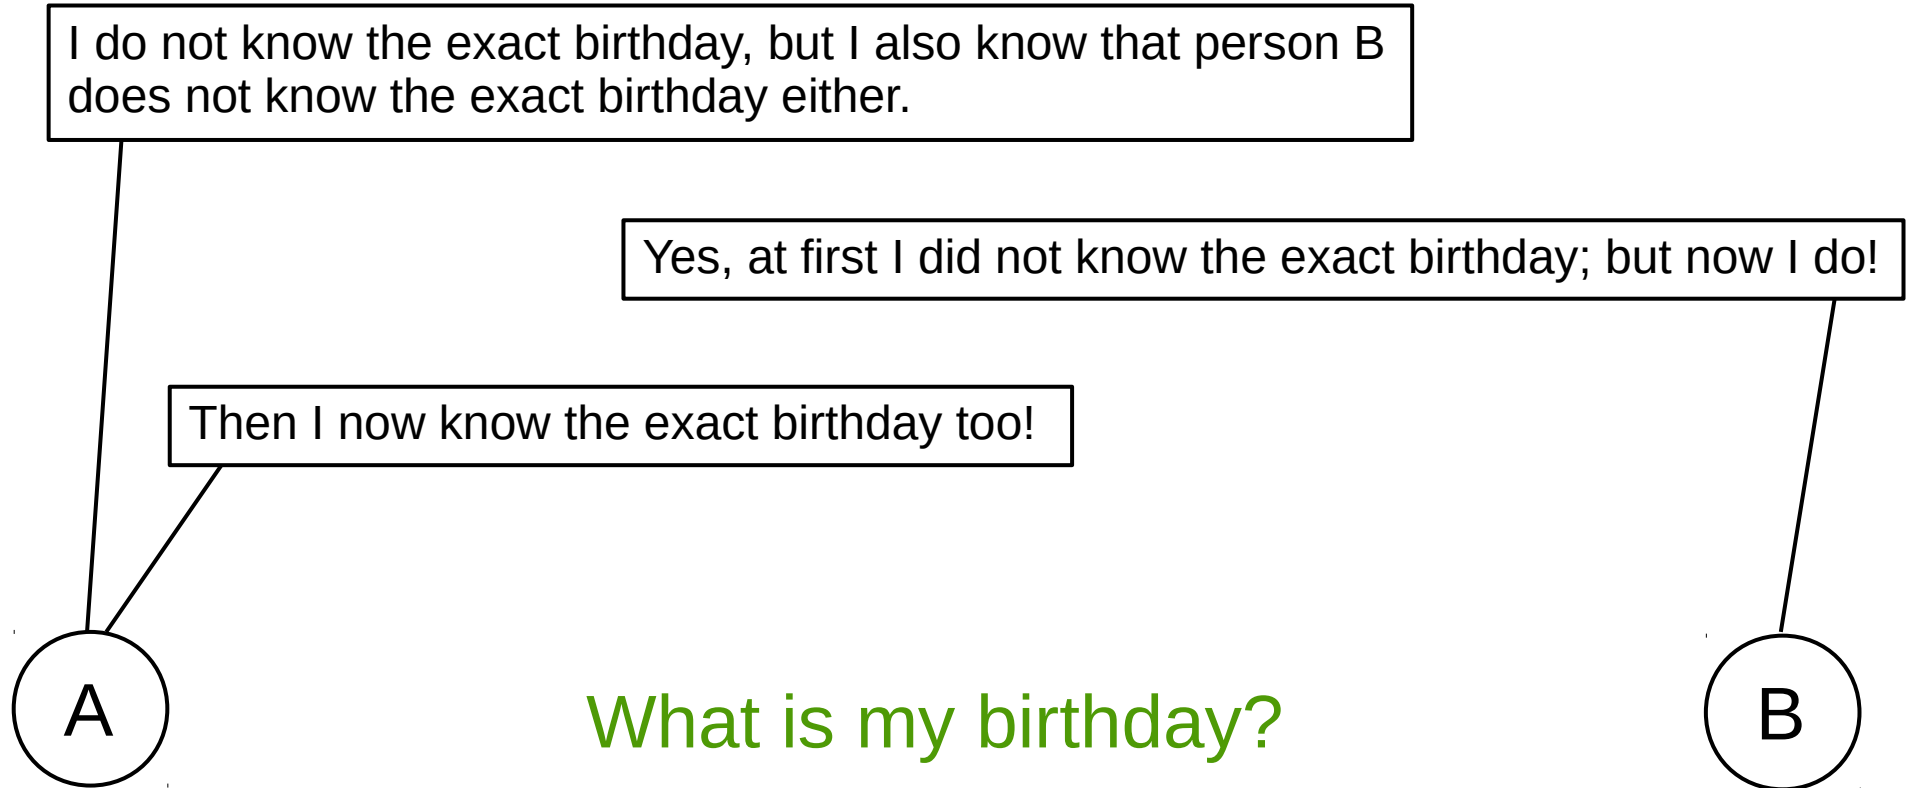 I do not know the exact birthday, but I also know that person B
does not know the exact birthday either.
Yes, at first I did not know the exact birthday; but now I do!
Then I now know the exact birthday too!
A
What is my birthday?
B